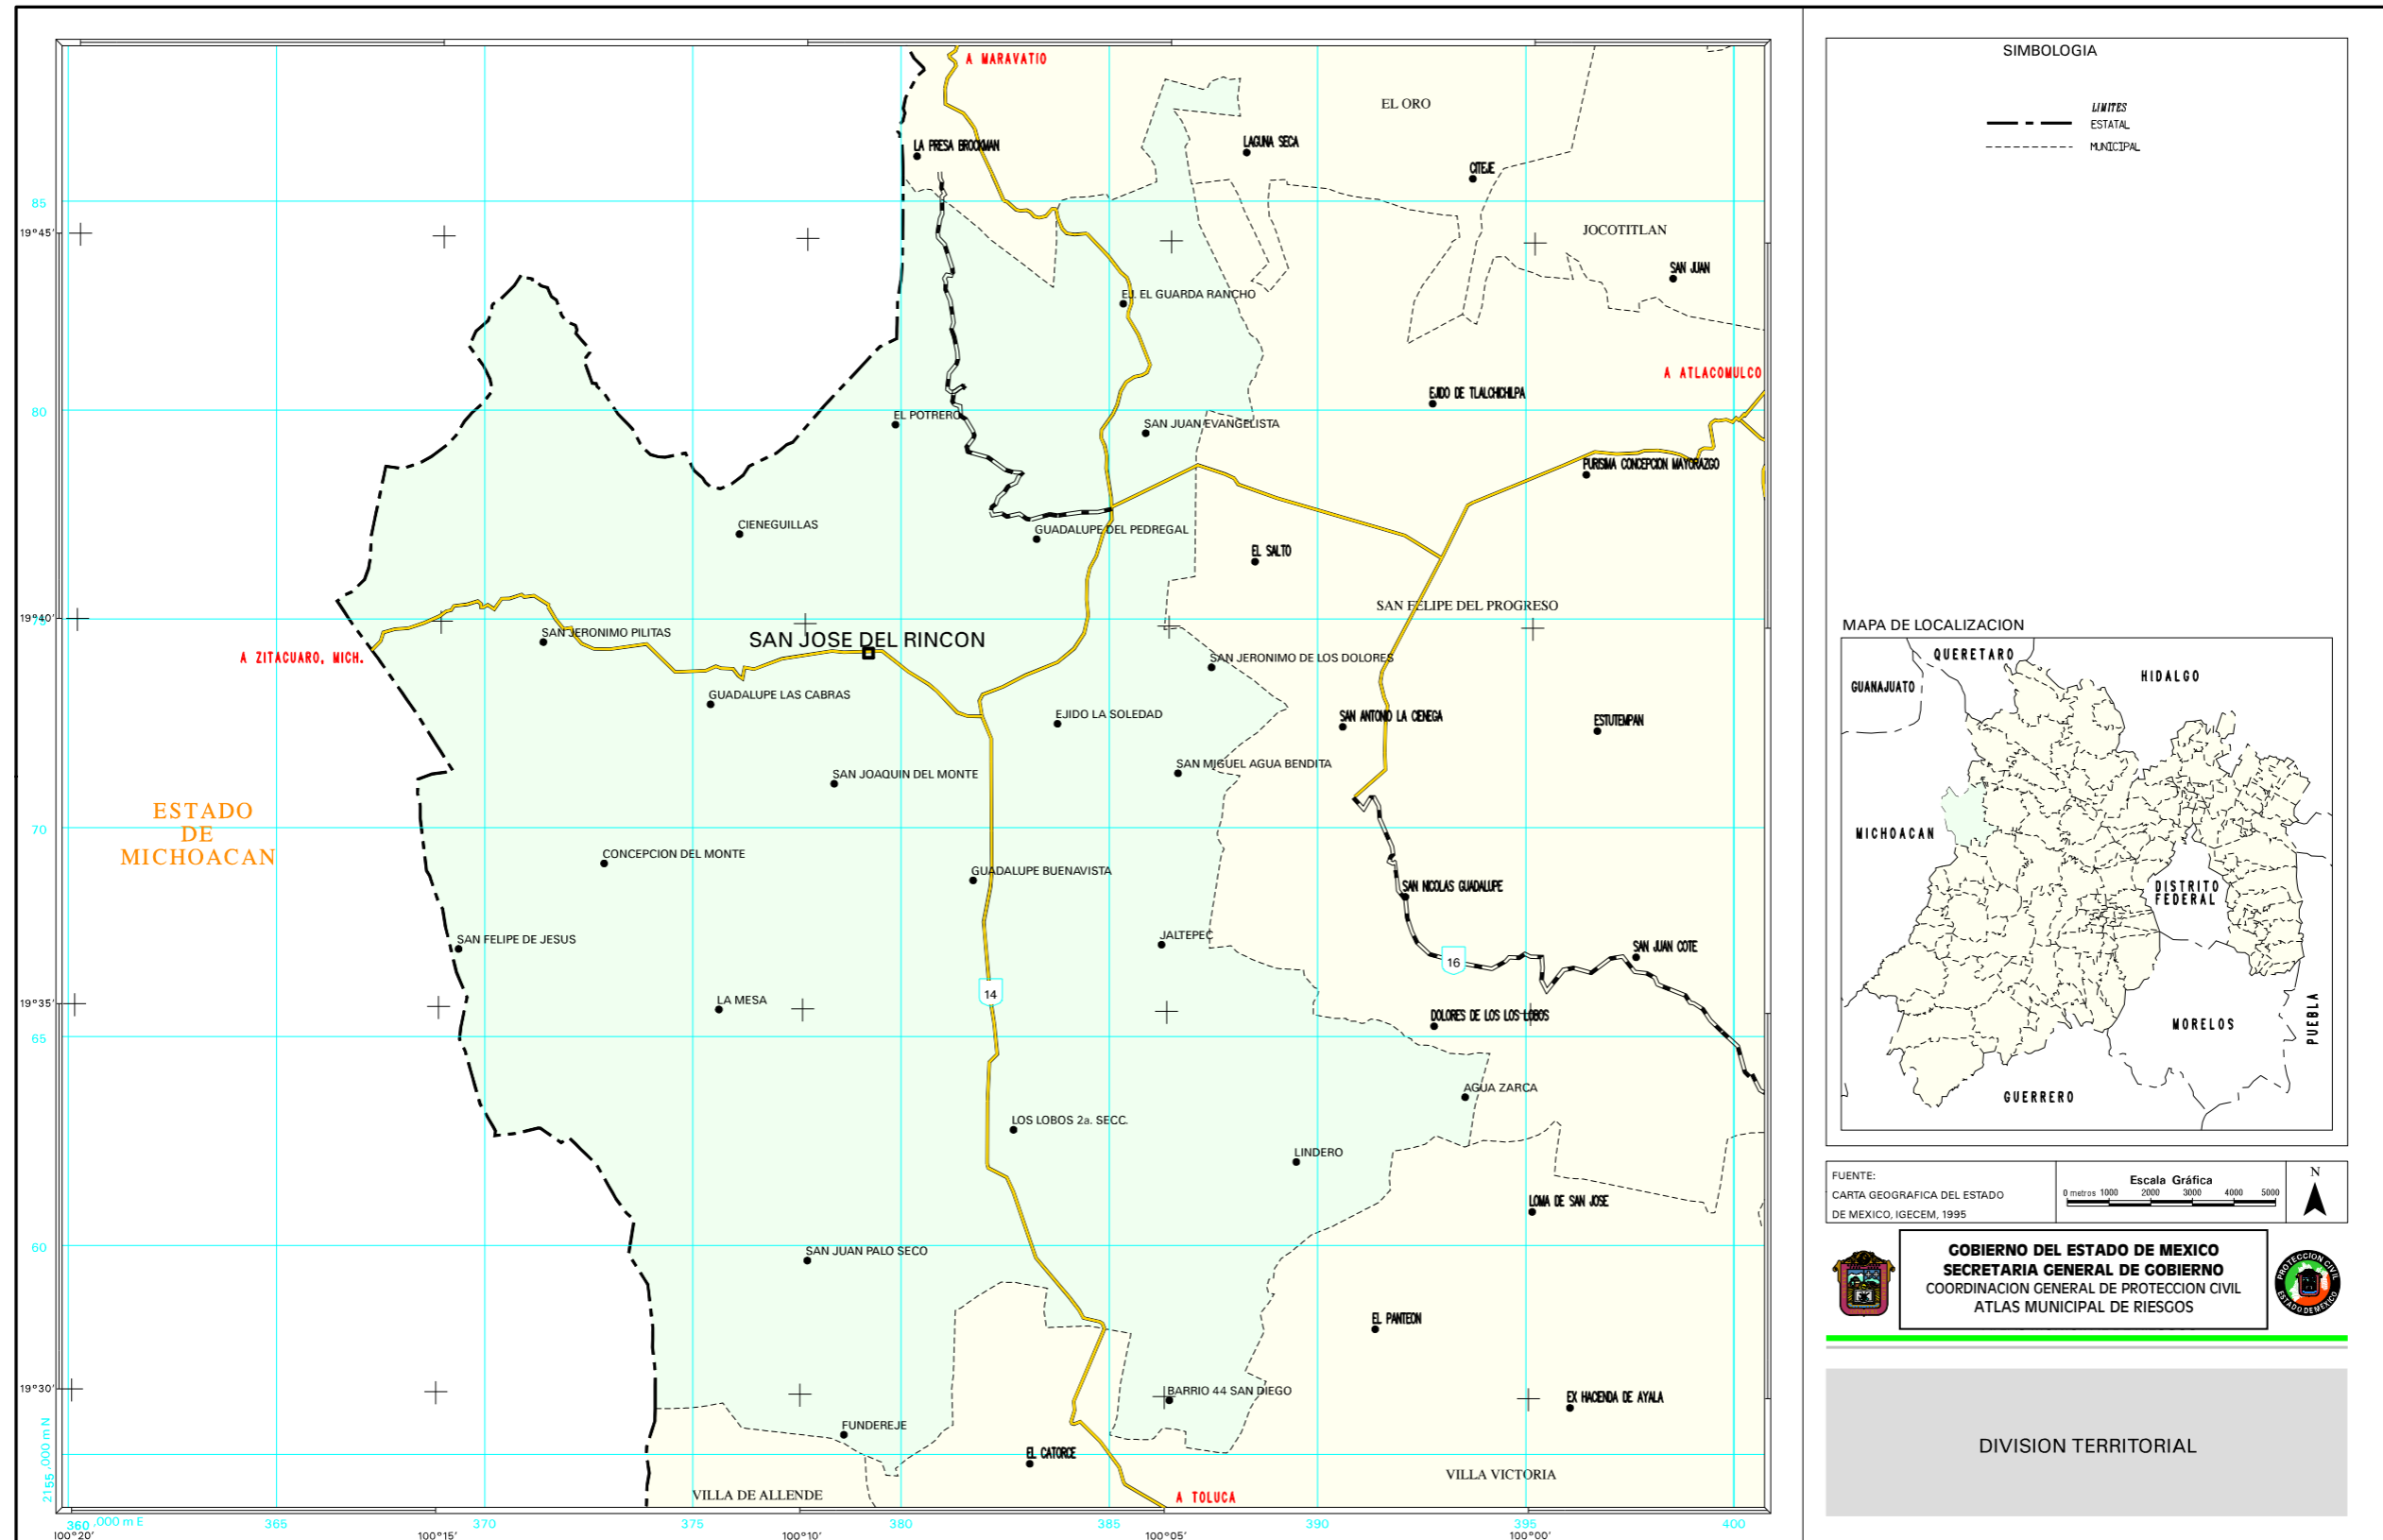 A MARAVATIO
EL ORO
LA PRESA BROCKMAN
LAGUNA SECA
CITEJE
85
19°45'
JOCOTITLAN
SAN JUAN
EJ. EL GUARDA RANCHO
A ATLACOMULCO
EJIDO DE TLALCHICHILPA
80
EL POTRERO
SAN JUAN EVANGELISTA
PURISIMA CONCEPCION MAYORAZGO
CIENEGUILLAS
GUADALUPE DEL PEDREGAL
EL SALTO
SAN FELIPE DEL PROGRESO
19°40'
SAN JERONIMO PILITAS
SAN JOSE DEL RINCON
A ZITACUARO, MICH.
SAN JERONIMO DE LOS DOLORES
GUADALUPE LAS CABRAS
EJIDO LA SOLEDAD
SAN ANTONIO LA CIENEGA
ESTUTEMPAN
SAN MIGUEL AGUA BENDITA
SAN JOAQUIN DEL MONTE
ESTADO
DE
MICHOACAN
70
CONCEPCION DEL MONTE
GUADALUPE BUENAVISTA
SAN NICOLAS GUADALUPE
SAN FELIPE DE JESUS
JALTEPEC
SAN JUAN COTE
16
14
LA MESA
19°35'
DOLORES DE LOS LOS LOBOS
65
AGUA ZARCA
LOS LOBOS 2a. SECC.
LINDERO
LOMA DE SAN JOSE
60
SAN JUAN PALO SECO
EL PANTEON
19°30'
BARRIO 44 SAN DIEGO
EX HACIENDA DE AYALA
FUNDEREJE
EL CATORCE
2155,000 m N
VILLA VICTORIA
VILLA DE ALLENDE
A TOLUCA
360,000 m E
365
370
375
380
385
390
395
400
100°20'
100°15'
100°10'
100°05'
100°00'
SIMBOLOGIA
LIMITES
ESTATAL
MUNICIPAL
MAPA DE LOCALIZACION
QUERETARO
HIDALGO
GUANAJUATO
MICHOACAN
DISTRITO
FEDERAL
MORELOS
PUEBLA
GUERRERO
FUENTE:
CARTA GEOGRAFICA DEL ESTADO
DE MEXICO, IGECEM, 1995
Escala Gráfica
0 metros 1000 2000 3000 4000 5000
N
GOBIERNO DEL ESTADO DE MEXICO
SECRETARIA GENERAL DE GOBIERNO
COORDINACION GENERAL DE PROTECCION CIVIL
ATLAS MUNICIPAL DE RIESGOS
PROTECCION CIVIL
ESTADO DE MEXICO
DIVISION TERRITORIAL